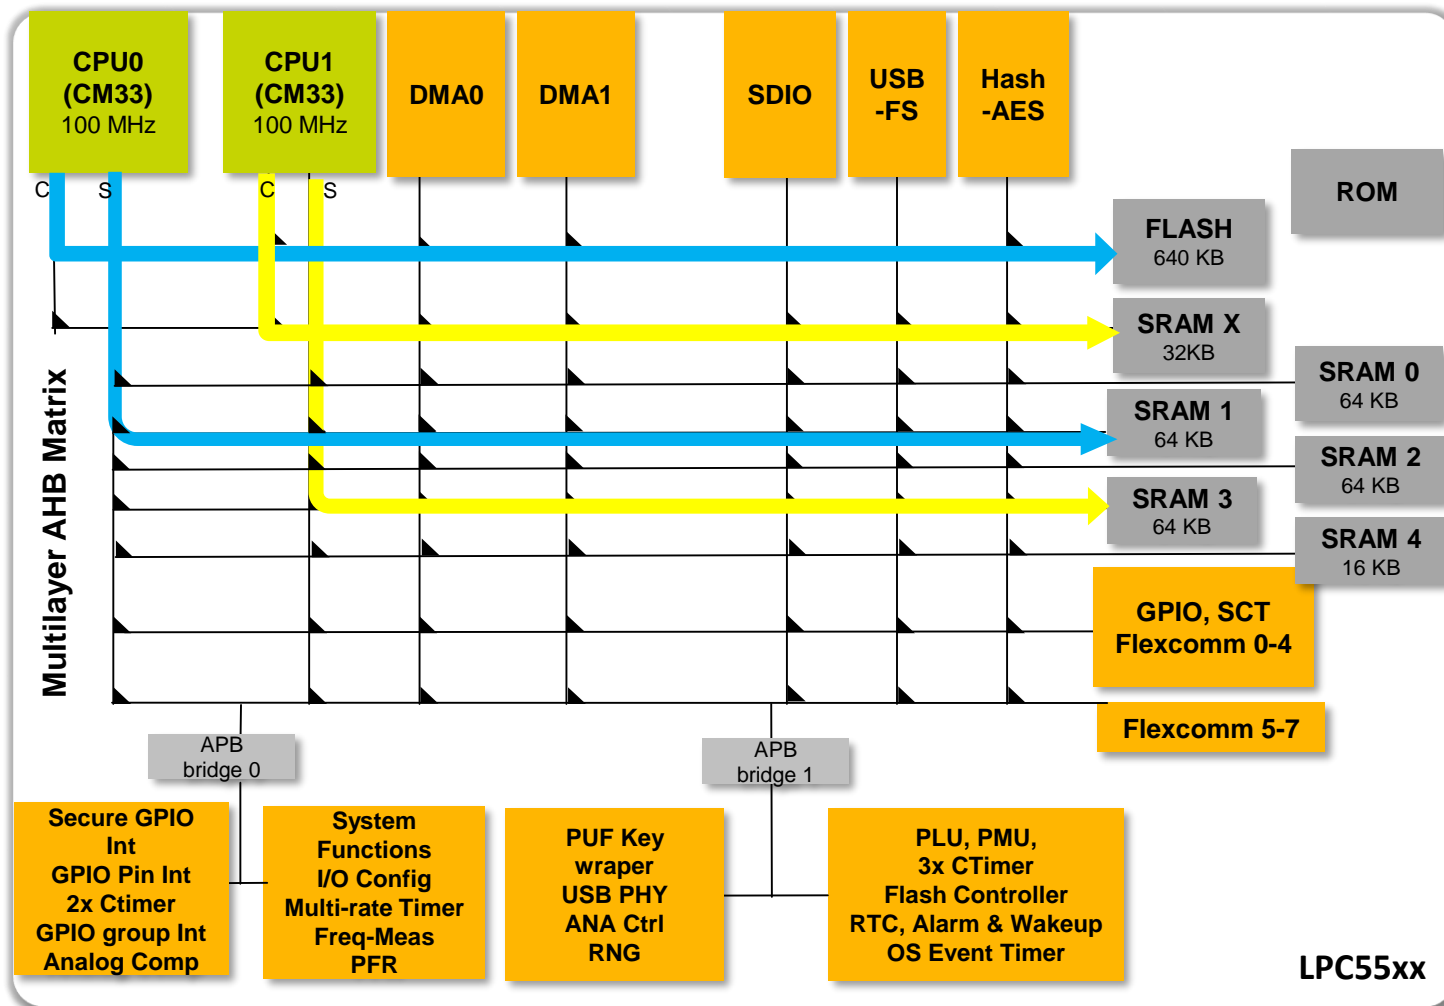 CPU0
(CM33)
100 MHz
CPU1
(CM33)
100 MHz
DMA0
DMA1
SDIO
USB
-FS
Hash
-AES
C
S
C
S
ROM
FLASH
640 KB
SRAM X
32KB
SRAM 0
64 KB
SRAM 1
64 KB
SRAM 2
64 KB
SRAM 3
64 KB
SRAM 4
16 KB
Multilayer AHB Matrix
GPIO, SCT
Flexcomm 0-4
Flexcomm 5-7
APB
bridge 0
APB
bridge 1
Secure GPIO
Int
GPIO Pin Int
2x Ctimer
GPIO group Int
Analog Comp
System
Functions
I/O Config
Multi-rate Timer
Freq-Meas
PFR
PUF Key
wraper
USB PHY
ANA Ctrl
RNG
PLU, PMU,
3x CTimer
Flash Controller
RTC, Alarm & Wakeup
OS Event Timer
LPC55xx